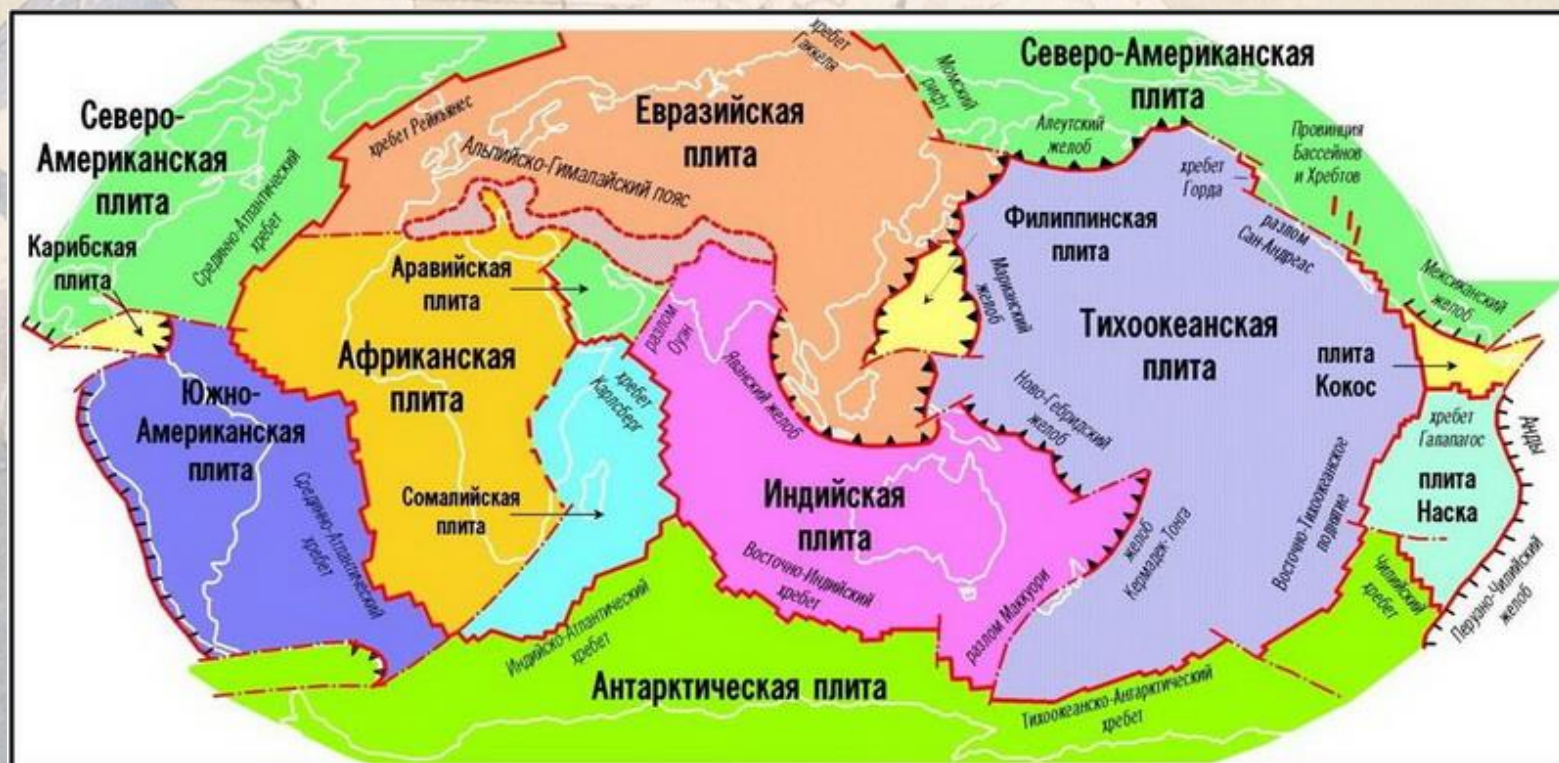 хребет
Гаккеля
Момский
рифт
Северо-Американская
плита
Северо-
Американская
плита
хребет Рейкьянес
Евразийская
плита
Альпийско-Гималайский пояс
Алеутский
желоб
Провинция
Бассейнов
и Хребтов
хребет
Горда
Срединно-Атлантический
хребет
Карибская
плита
Филиппинская
плита
разлом
Сан-Андреас
Мексиканский
желоб
Аравийская
плита
Марианский
желоб
Тихоокеанская
плита
разлом
Оуэн
Африканская
плита
Яванский желоб
плита
Кокос
Южно-
Американская
плита
хребет
Карлсберг
Ново-Гебридский
желоб
хребет
Галапагос
Анды
Срединно-Атлантический
хребет
Сомалийская
плита
Индийская
плита
плита
Наска
желоб
Кермадек-Тонга
Восточно-Тихоокеанское
поднятие
Восточно-Индийский
хребет
разлом Маккуори
Чилийский
хребет
Перуано-Чилийский
желоб
Индийско-Атлантический
хребет
Антарктическая плита
Тихоокеанско-Антарктический
хребет